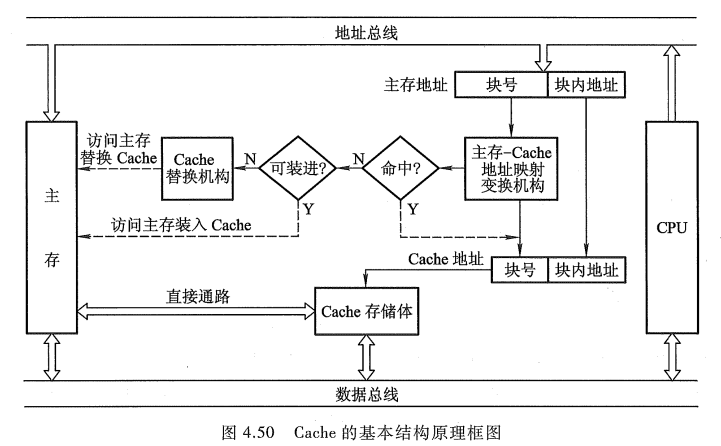 地址总线
主存地址
块号
块内地址
访问主存
替换 Cache
Cache
替换机构
N
可装进?
N
命中?
主存-Cache
地址映射
变换机构
主
存
Y
Y
访问主存装入 Cache
CPU
Cache 地址
块号
块内地址
直接通路
Cache 存储体
数据总线
图 4.50 Cache 的基本结构原理框图